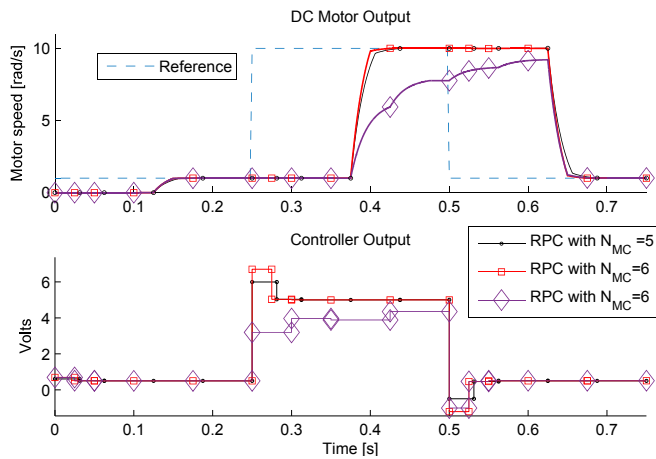 DC Motor Output
Motor speed [rad/s]
10
5
0
Reference
0 0.1 0.2 0.3 0.4 0.5 0.6 0.7
Controller Output
Volts
6
4
2
0
RPC with N_MC =5
RPC with N_MC=6
RPC with N_MC=6
0 0.1 0.2 0.3 0.4 0.5 0.6 0.7
Time [s]